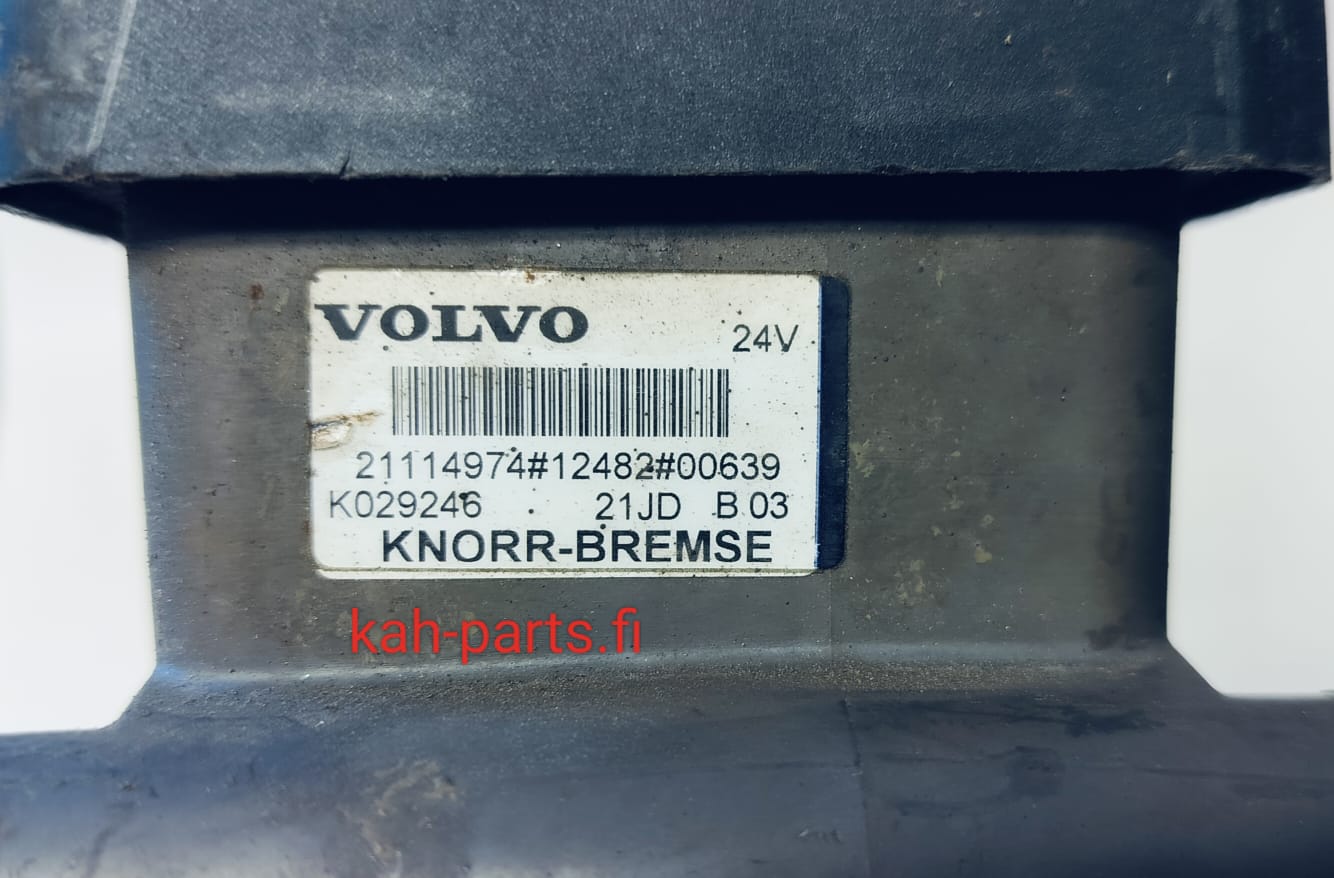 VOLVO
24V
21114974#12482#00639
K029246 21JD B 03
KNORR-BREMSE
kah-parts.fi